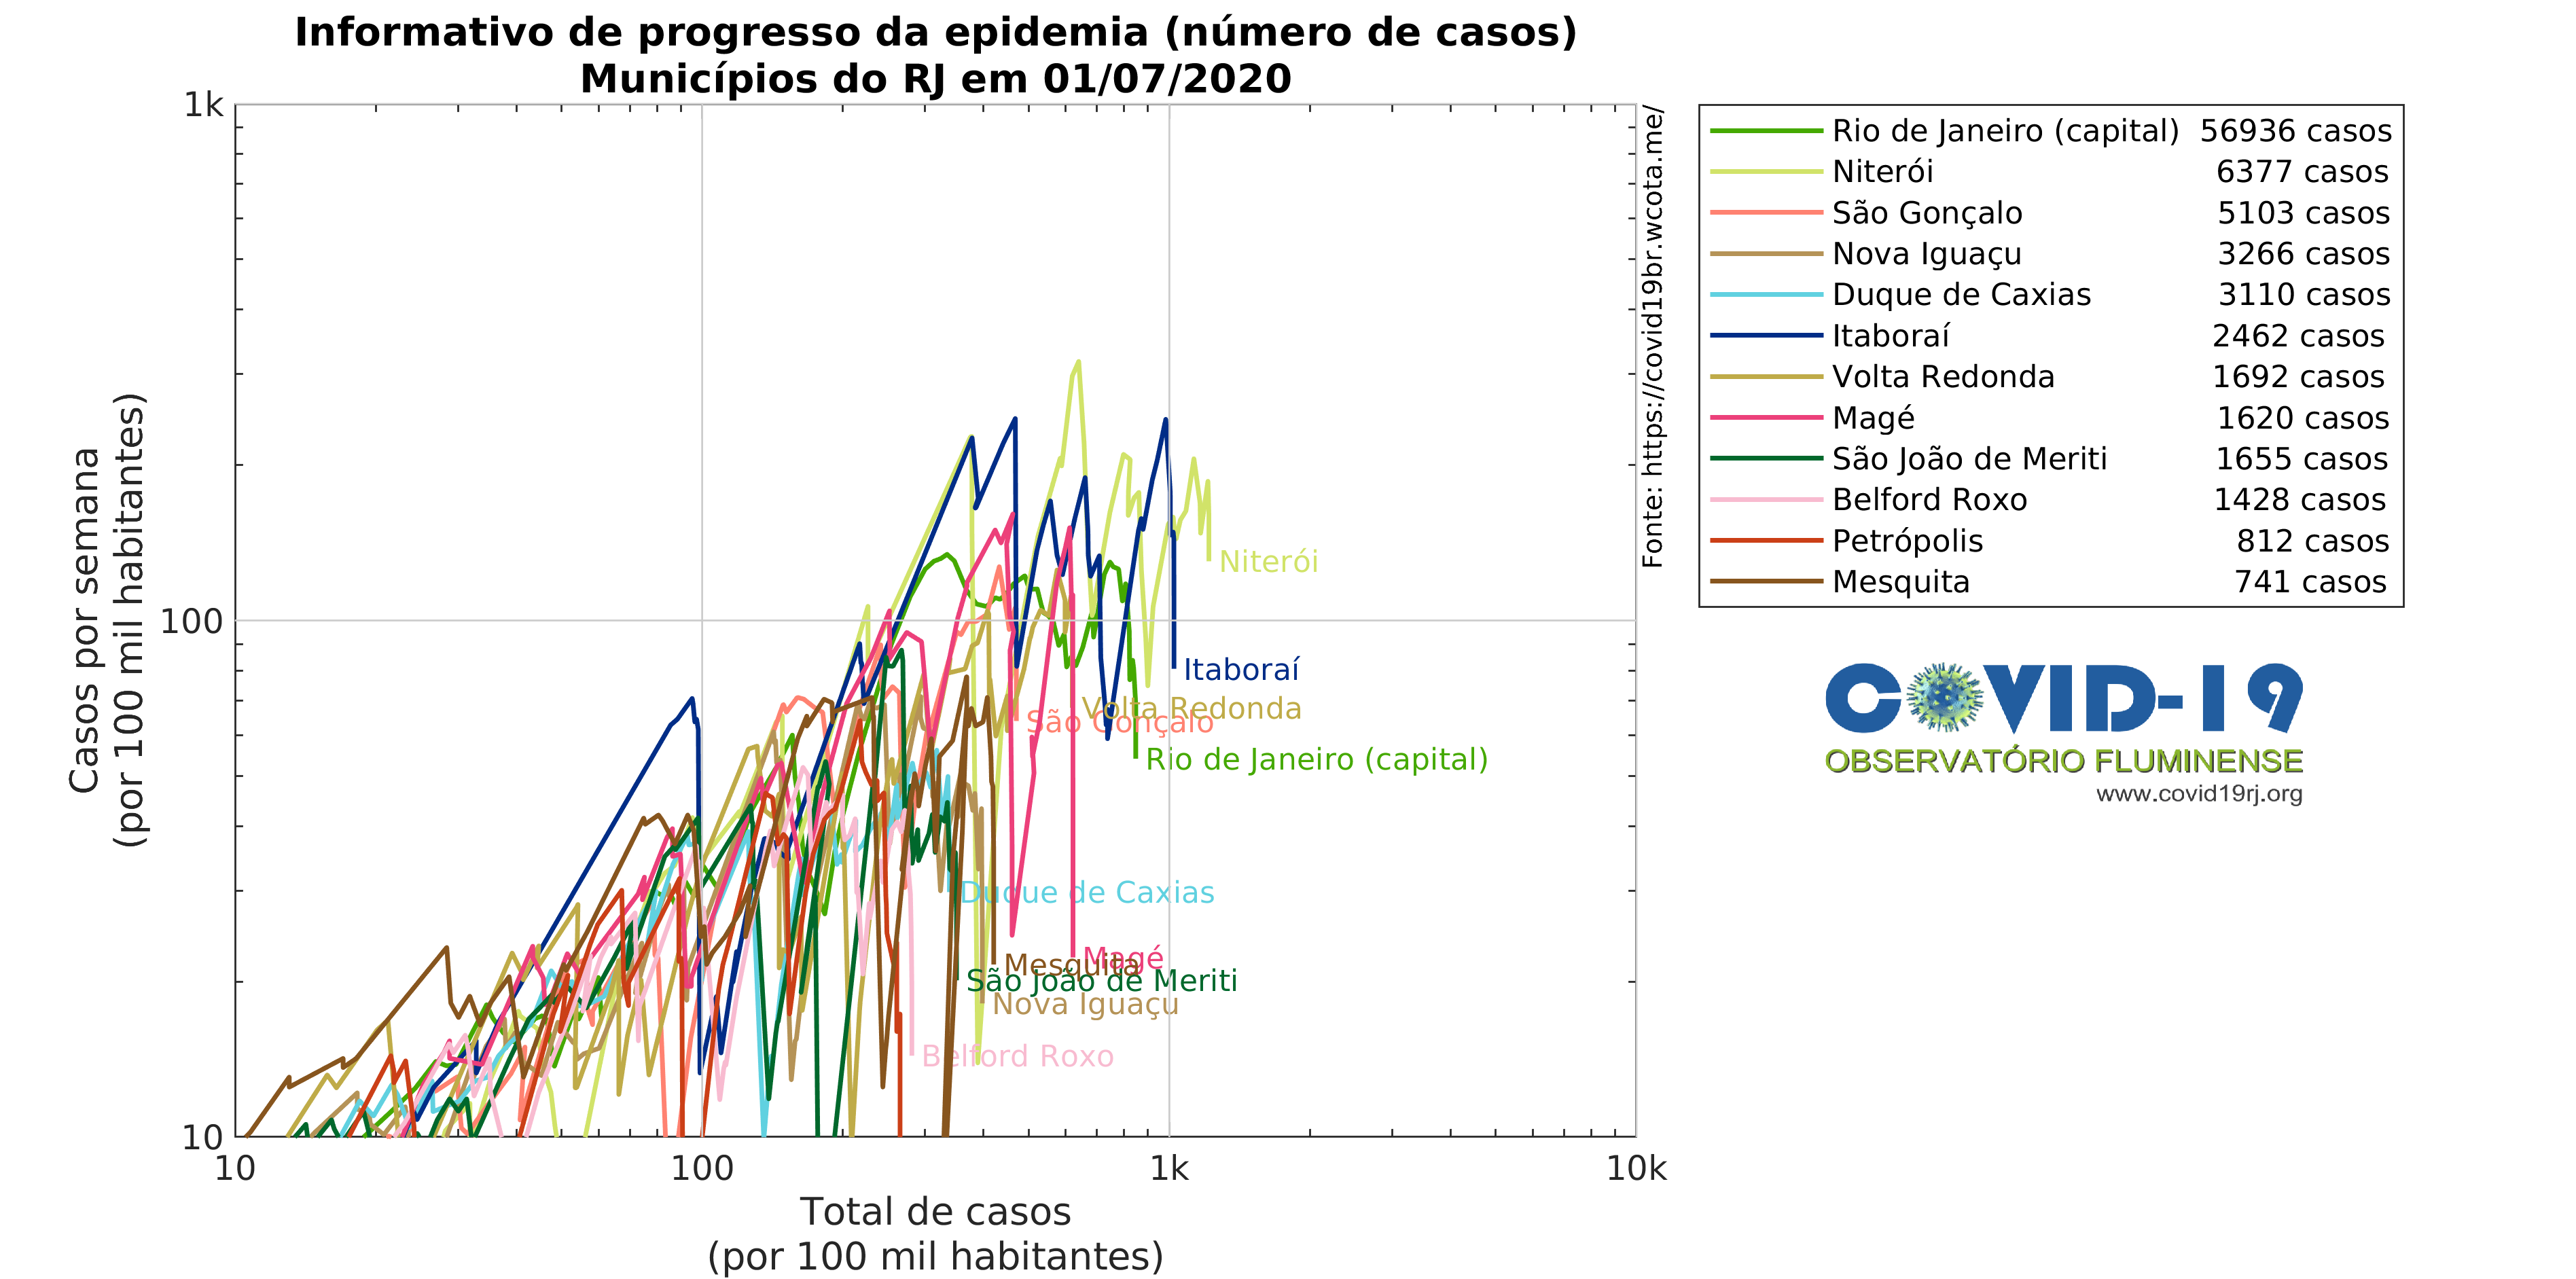 Informativo de progresso da epidemia (número de casos)
Municípios do RJ em 01/07/2020
1k
100
10
10
100
1k
10k
Casos por semana
(por 100 mil habitantes)
Total de casos
(por 100 mil habitantes)
Niterói
Itaboraí
Volta Redonda
São Gonçalo
Rio de Janeiro (capital)
Duque de Caxias
Magé
Mesquita
São João de Meriti
Nova Iguaçu
Belford Roxo
Fonte: https://covid19br.wcota.me/
Rio de Janeiro (capital) 56936 casos
Niterói 6377 casos
São Gonçalo 5103 casos
Nova Iguaçu 3266 casos
Duque de Caxias 3110 casos
Itaboraí 2462 casos
Volta Redonda 1692 casos
Magé 1620 casos
São João de Meriti 1655 casos
Belford Roxo 1428 casos
Petrópolis 812 casos
Mesquita 741 casos
COVID-19
OBSERVATÓRIO FLUMINENSE
www.covid19rj.org